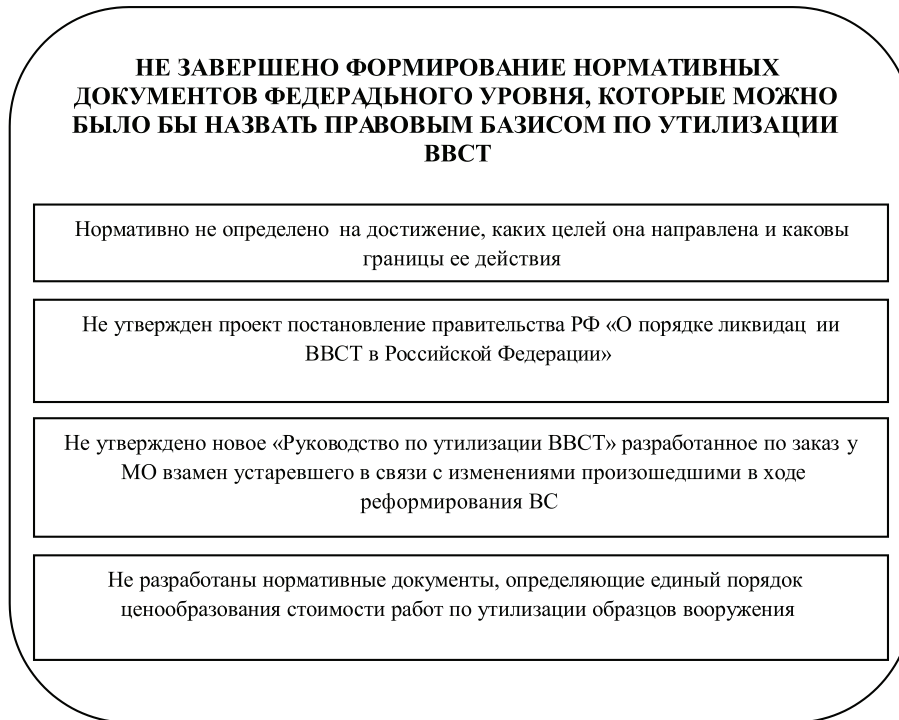 НЕ ЗАВЕРШЕНО ФОРМИРОВАНИЕ НОРМАТИВНЫХ
ДОКУМЕНТОВ ФЕДЕРАДЬНОГО УРОВНЯ, КОТОРЫЕ МОЖНО
БЫЛО БЫ НАЗВАТЬ ПРАВОВЫМ БАЗИСОМ ПО УТИЛИЗАЦИИ
ВВСТ
Нормативно не определено на достижение, каких целей она направлена и каковы
границы ее действия
Не утвержден проект постановление правительства РФ «О порядке ликвидац ии
ВВСТ в Российской Федерации»
Не утверждено новое «Руководство по утилизации ВВСТ» разработанное по заказ у
МО взамен устаревшего в связи с изменениями произошедшими в ходе
реформирования ВС
Не разработаны нормативные документы, определяющие единый порядок
ценообразования стоимости работ по утилизации образцов вооружения